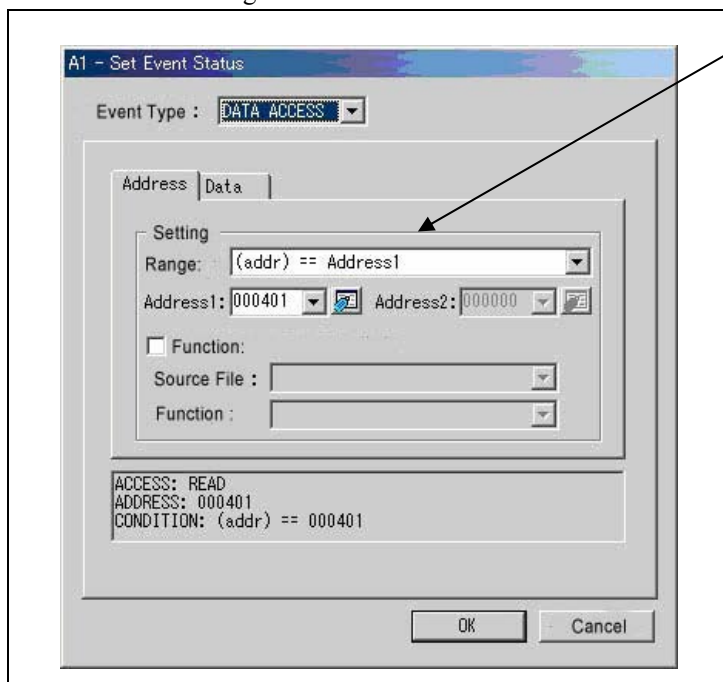 A1 - Set Event Status
Event Type : DATA ACCESS
Address Data
Setting
Range: (addr) == Address1
Address1: 000401 Address2: 000000
Function:
Source File :
Function :
ACCESS: READ
ADDRESS: 000401
CONDITION: (addr) == 000401
OK Cancel